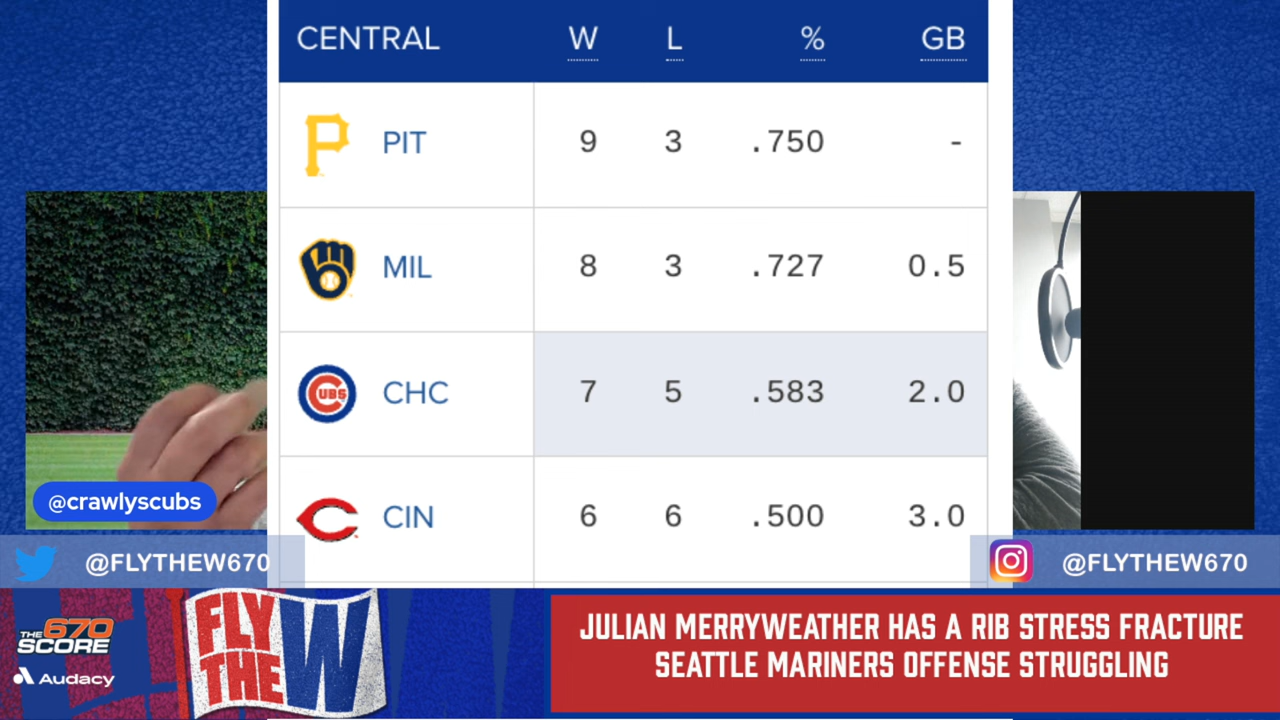 CENTRAL W L % GB
P PIT 9 3 .750 -
MIL 8 3 .727 0.5
CUBS CHC 7 5 .583 2.0
C CIN 6 6 .500 3.0
@crawlyscubs
@FLYTHEW670
@FLYTHEW670
THE 670
SCORE
Audacy
FLY
THE
W
JULIAN MERRYWEATHER HAS A RIB STRESS FRACTURE
SEATTLE MARINERS OFFENSE STRUGGLING